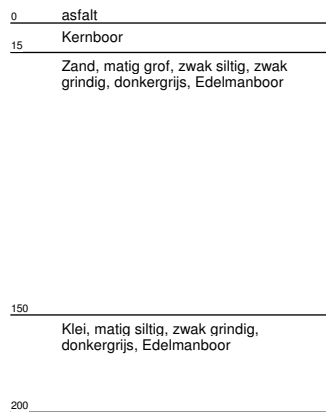 0 asfalt
Kernboor
15
Zand, matig grof, zwak siltig, zwak
grindig, donkergrijs, Edelmanboor
150
Klei, matig siltig, zwak grindig,
donkergrijs, Edelmanboor
200